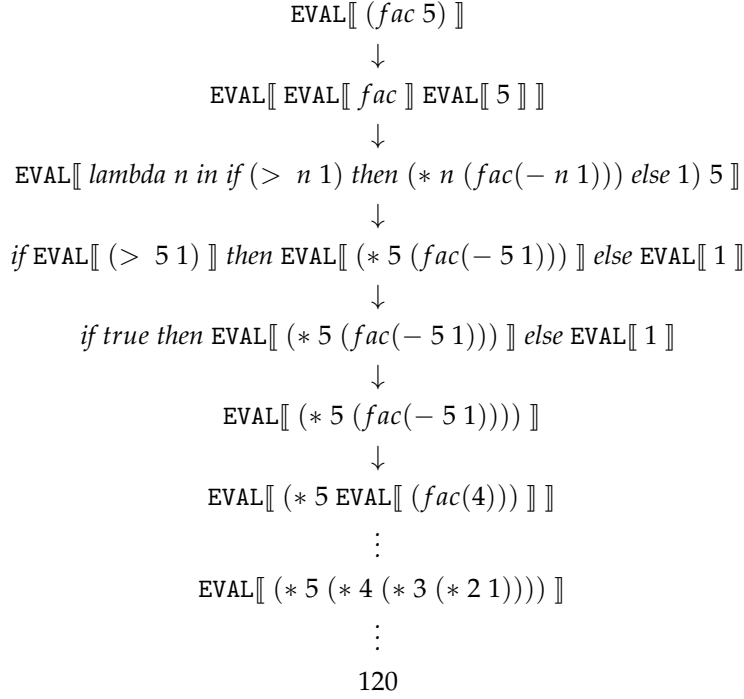 EVAL⟦ (fac 5) ⟧
↓
EVAL⟦ EVAL⟦ fac ⟧ EVAL⟦ 5 ⟧ ⟧
↓
EVAL⟦ lambda n in if (> n 1) then (∗ n (fac(− n 1))) else 1) 5 ⟧
↓
if EVAL⟦ (> 5 1) ⟧ then EVAL⟦ (∗ 5 (fac(− 5 1))) ⟧ else EVAL⟦ 1 ⟧
↓
if true then EVAL⟦ (∗ 5 (fac(− 5 1))) ⟧ else EVAL⟦ 1 ⟧
↓
EVAL⟦ (∗ 5 (fac(− 5 1)))) ⟧
↓
EVAL⟦ (∗ 5 EVAL⟦ (fac(4))) ⟧ ⟧
⋮
EVAL⟦ (∗ 5 (∗ 4 (∗ 3 (∗ 2 1)))) ⟧
⋮
120